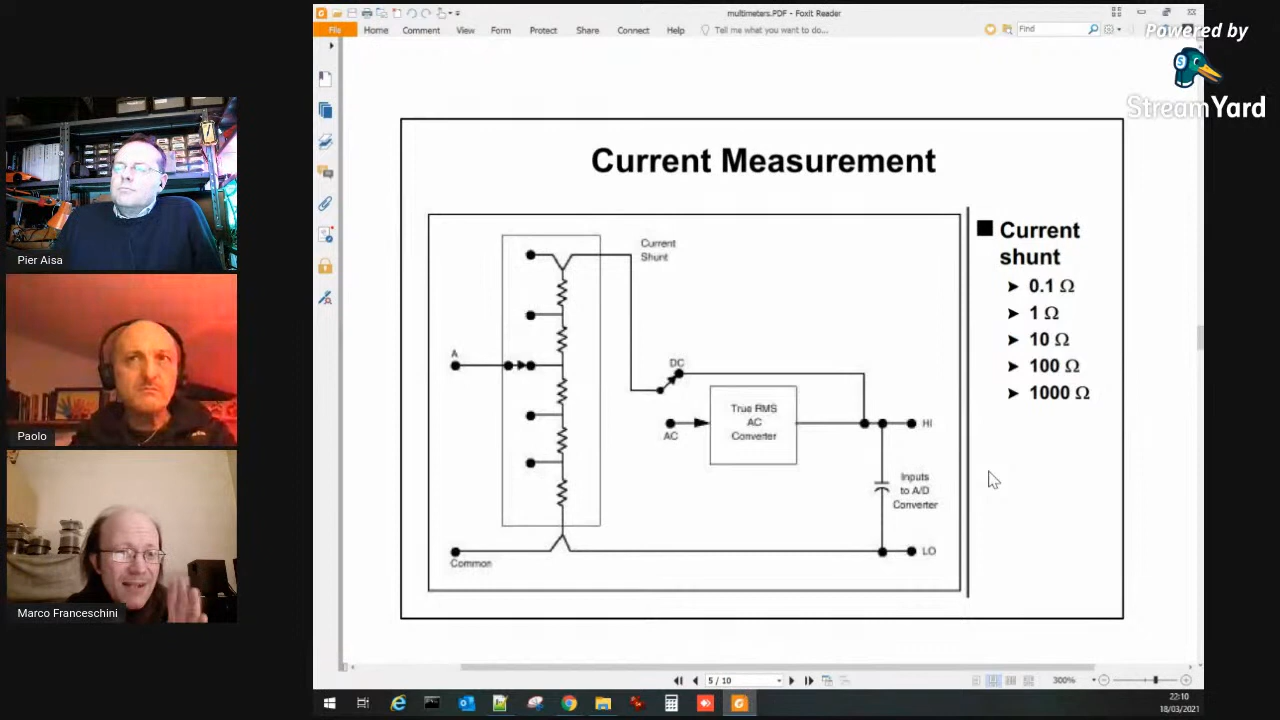 multimeters.PDF - Foxit Reader
File Home Comment View Form Protect Share Connect Help Tell me what you want to do... Find
Powered by
StreamYard
Current Measurement
Current
Shunt
A
DC
AC
True RMS
AC
Converter
HI
Inputs
to A/D
Converter
LO
Common
Current
shunt
0.1 Ω
1 Ω
10 Ω
100 Ω
1000 Ω
Pier Aisa
Paolo
Marco Franceschini
5 / 10
300%
22:10
18/03/2021